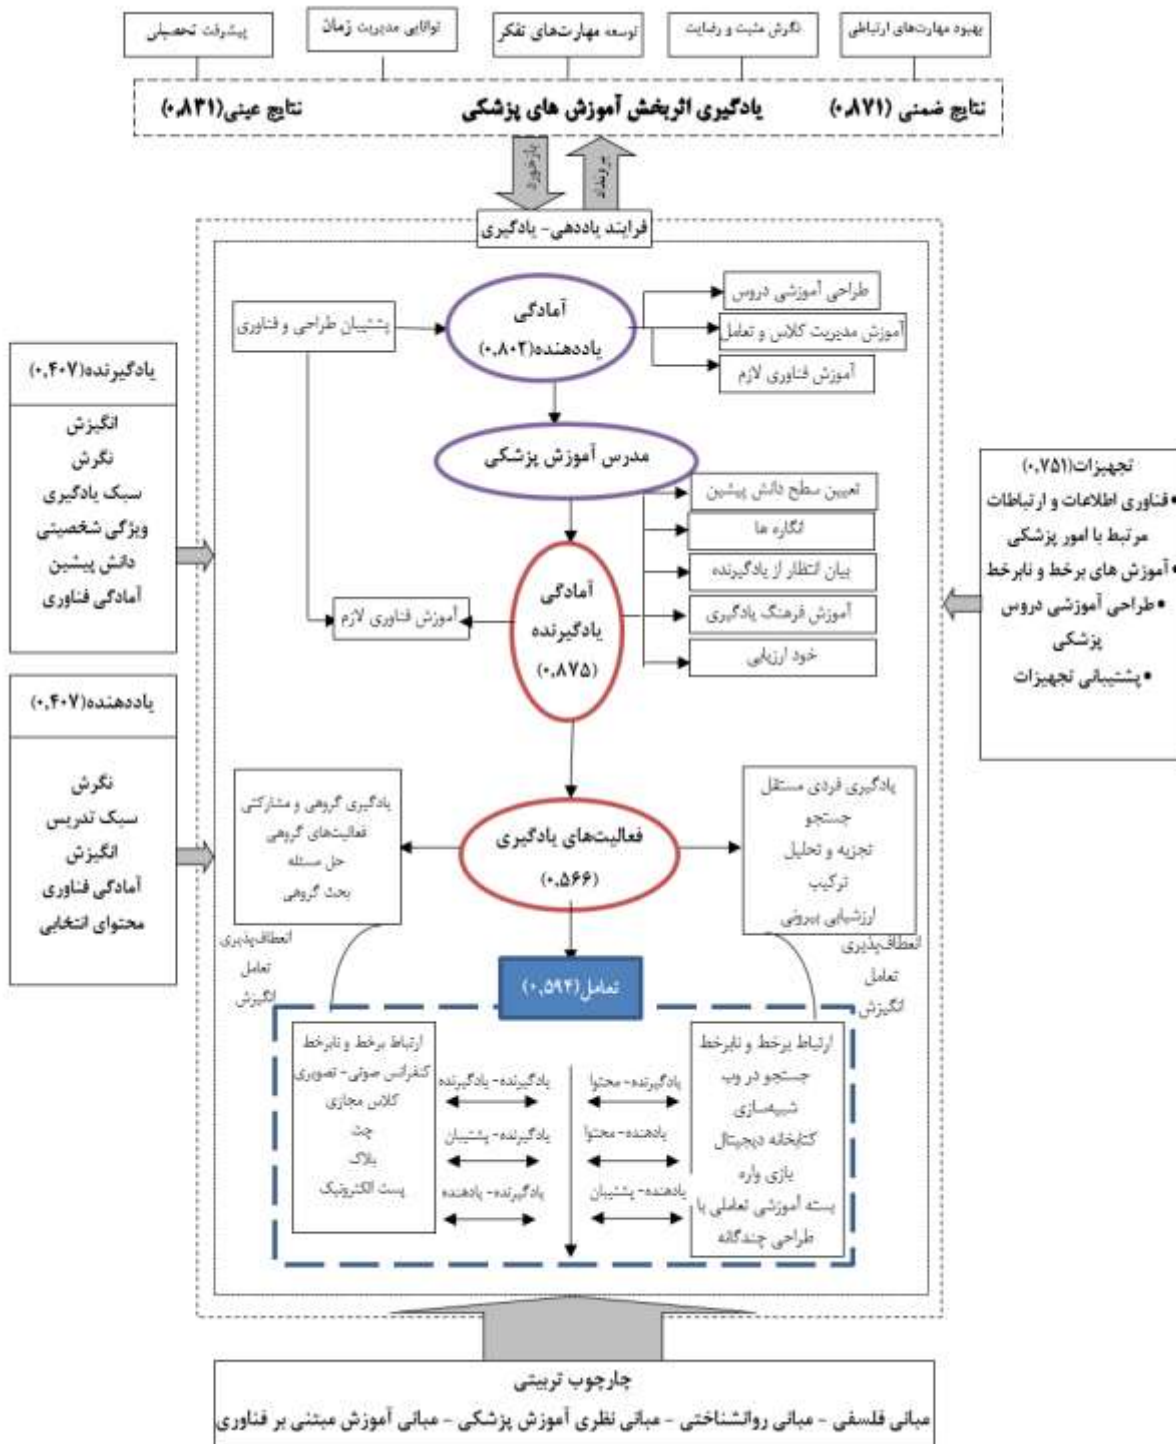 بهبود مهارت‌های ارتباطی
نگرش مثبت و رضایت
توسعه مهارت‌های تفکر
توانایی مدیریت زمان
پیشرفت تحصیلی
نتایج ضمنی (۰,۸۷۱)
یادگیری اثربخش آموزش های پزشکی
نتایج عینی(۰,۸۳۱)
بازخورد
برونداد
فرایند یاددهی- یادگیری
آمادگی
یاددهنده(۰,۸۰۲)
طراحی آموزشی دروس
آموزش مدیریت کلاس و تعامل
آموزش فناوری لازم
پشتیبان طراحی و فناوری
مدرس آموزش پزشکی
تعیین سطح دانش پیشین
انگاره ها
بیان انتظار از یادگیرنده
آموزش فرهنگ یادگیری
خود ارزیابی
آمادگی
یادگیرنده
(۰,۸۷۵)
آموزش فناوری لازم
یادگیرنده(۰,۴۰۷)
انگیزش
نگرش
سبک یادگیری
ویژگی شخصیتی
دانش پیشین
آمادگی فناوری
یاددهنده(۰,۴۰۷)
نگرش
سبک تدریس
انگیزش
آمادگی فناوری
محتوای انتخابی
تجهیزات(۰,۷۵۱)
•فناوری اطلاعات و ارتباطات
مرتبط با امور پزشکی
•آموزش های برخط و نابرخط
•طراحی آموزشی دروس
پزشکی
•پشتیبانی تجهیزات
فعالیت‌های یادگیری
(۰,۵۶۶)
یادگیری فردی مستقل
جستجو
تجزیه و تحلیل
ترکیب
ارزشیابی بیرونی
یادگیری گروهی و مشارکتی
فعالیت‌های گروهی
حل مسئله
بحث گروهی
انعطاف‌پذیری
تعامل
انگیزش
انعطاف‌پذیری
تعامل
انگیزش
تعامل(۰,۵۹۴)
ارتباط برخط و نابرخط
جستجو در وب
شبیه‌سازی
کتابخانه دیجیتال
بازی واره
بسته آموزشی تعاملی با
طراحی چندگانه
یادگیرنده-محتوا
یادهنده-محتوا
یادهنده- پشتیبان
یادگیرنده- یادگیرنده
یادگیرنده- پشتیبان
یادگیرنده- یادهنده
ارتباط برخط و نابرخط
کنفرانس صوتی- تصویری
کلاس مجازی
چت
بلاگ
پست الکترونیک
چارچوب تربیتی
مبانی فلسفی - مبانی روانشناختی - مبانی نظری آموزش پزشکی - مبانی آموزش مبتنی بر فناوری